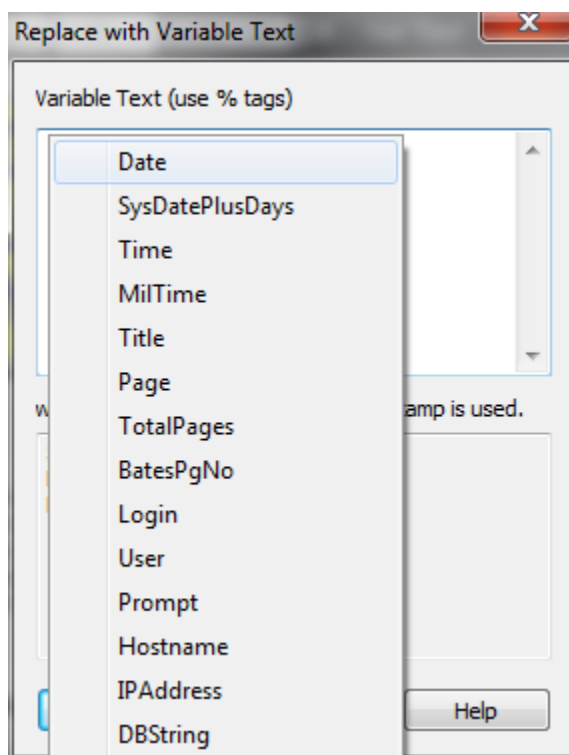 Replace with Variable Text
Variable Text (use % tags)
Date
SysDatePlusDays
Time
MilTime
Title
Page
TotalPages
BatesPgNo
Login
User
Prompt
Hostname
IPAddress
DBString
is used.
Help